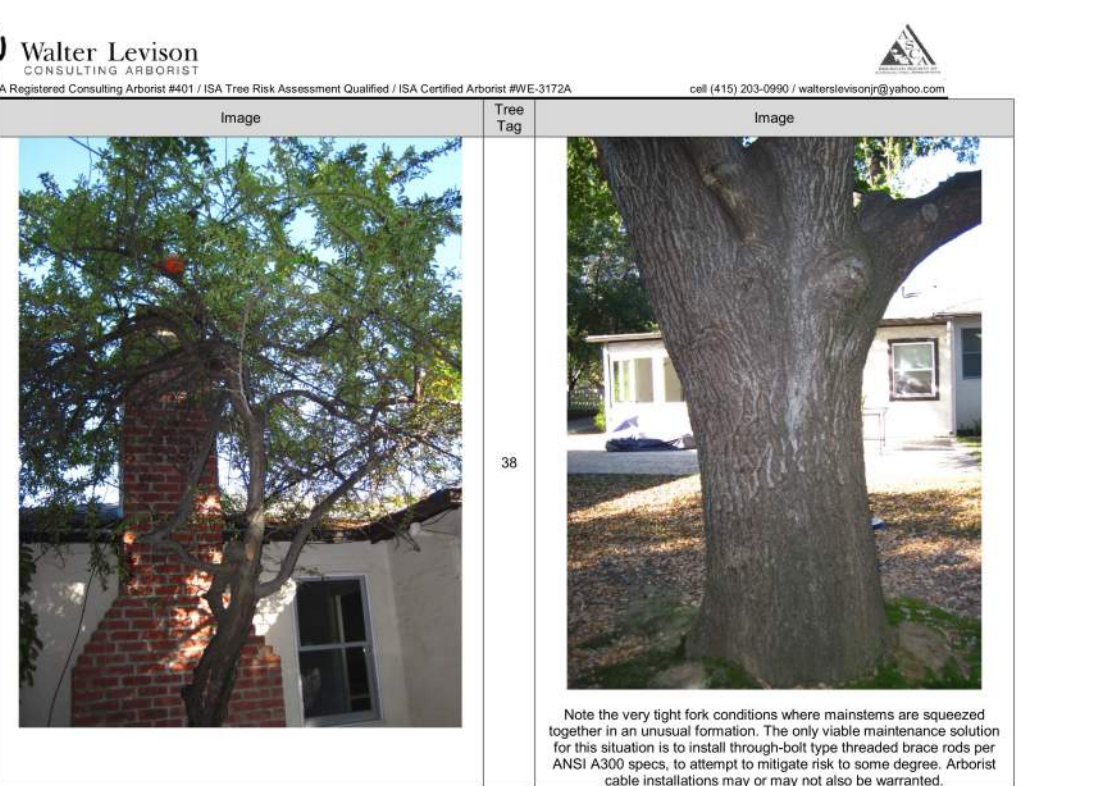 Walter Levison
CONSULTING ARBORIST
A Registered Consulting Arborist #401 / ISA Tree Risk Assessment Qualified / ISA Certified Arborist #WE-3172A
cell (415) 203-0990 / walterslevisonjr@yahoo.com
Image
Tree
Tag
Image
38
Note the very tight fork conditions where mainstems are squeezed
together in an unusual formation. The only viable maintenance solution
for this situation is to install through-bolt type threaded brace rods per
ANSI A300 specs, to attempt to mitigate risk to some degree. Arborist
cable installations may or may not also be warranted.